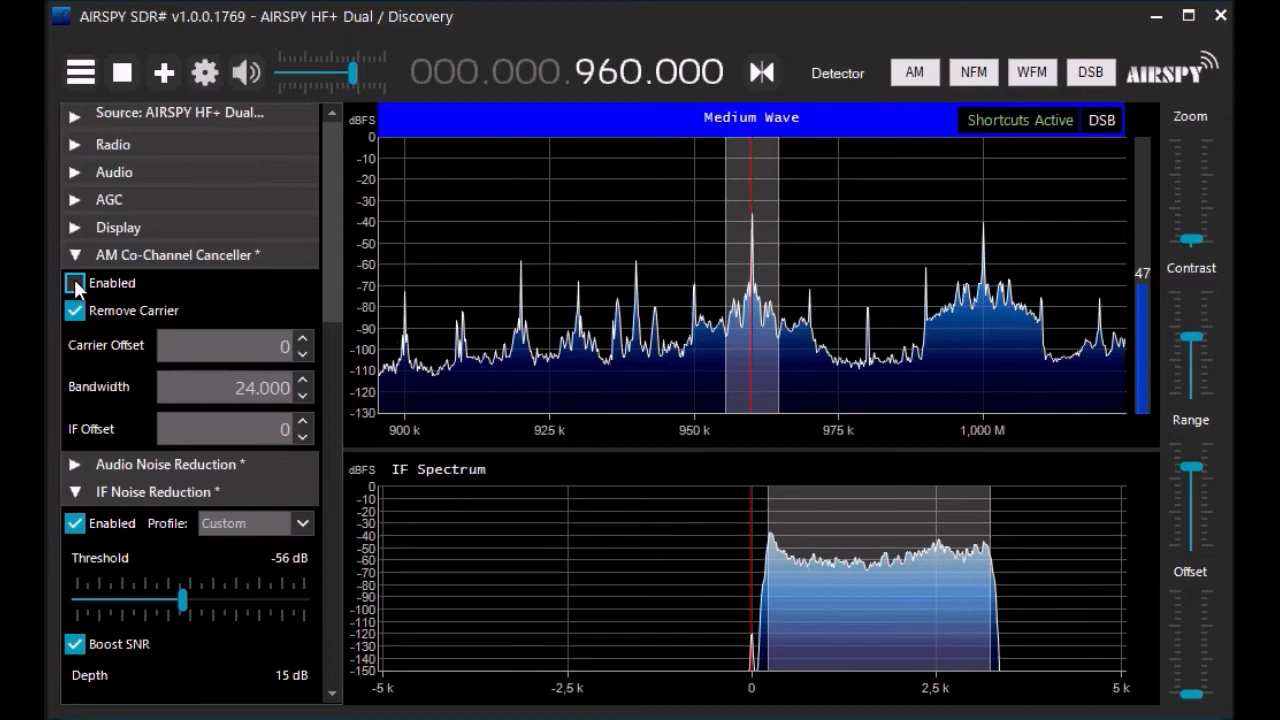 AIRSPY SDR# v1.0.0.1769 - AIRSPY HF+ Dual / Discovery
000.000.960.000
Detector
AM
NFM
WFM
DSB
AIRSPY
Source: AIRSPY HF+ Dual...
Radio
Audio
AGC
Display
AM Co-Channel Canceller *
Enabled
Remove Carrier
Carrier Offset 0
Bandwidth 24.000
IF Offset 0
Audio Noise Reduction *
IF Noise Reduction *
Enabled Profile: Custom
Threshold -56 dB
Boost SNR
Depth 15 dB
dBFS
Medium Wave
Shortcuts Active DSB
0
-10
-20
-30
-40
-50
-60
-70
-80
-90
-100
-110
-120
-130
900 k 925 k 950 k 975 k 1,000 M
47
dBFS IF Spectrum
0
-10
-20
-30
-40
-50
-60
-70
-80
-90
-100
-110
-120
-130
-140
-150
-5 k -2,5 k 0 2,5 k 5 k
Zoom
Contrast
Range
Offset